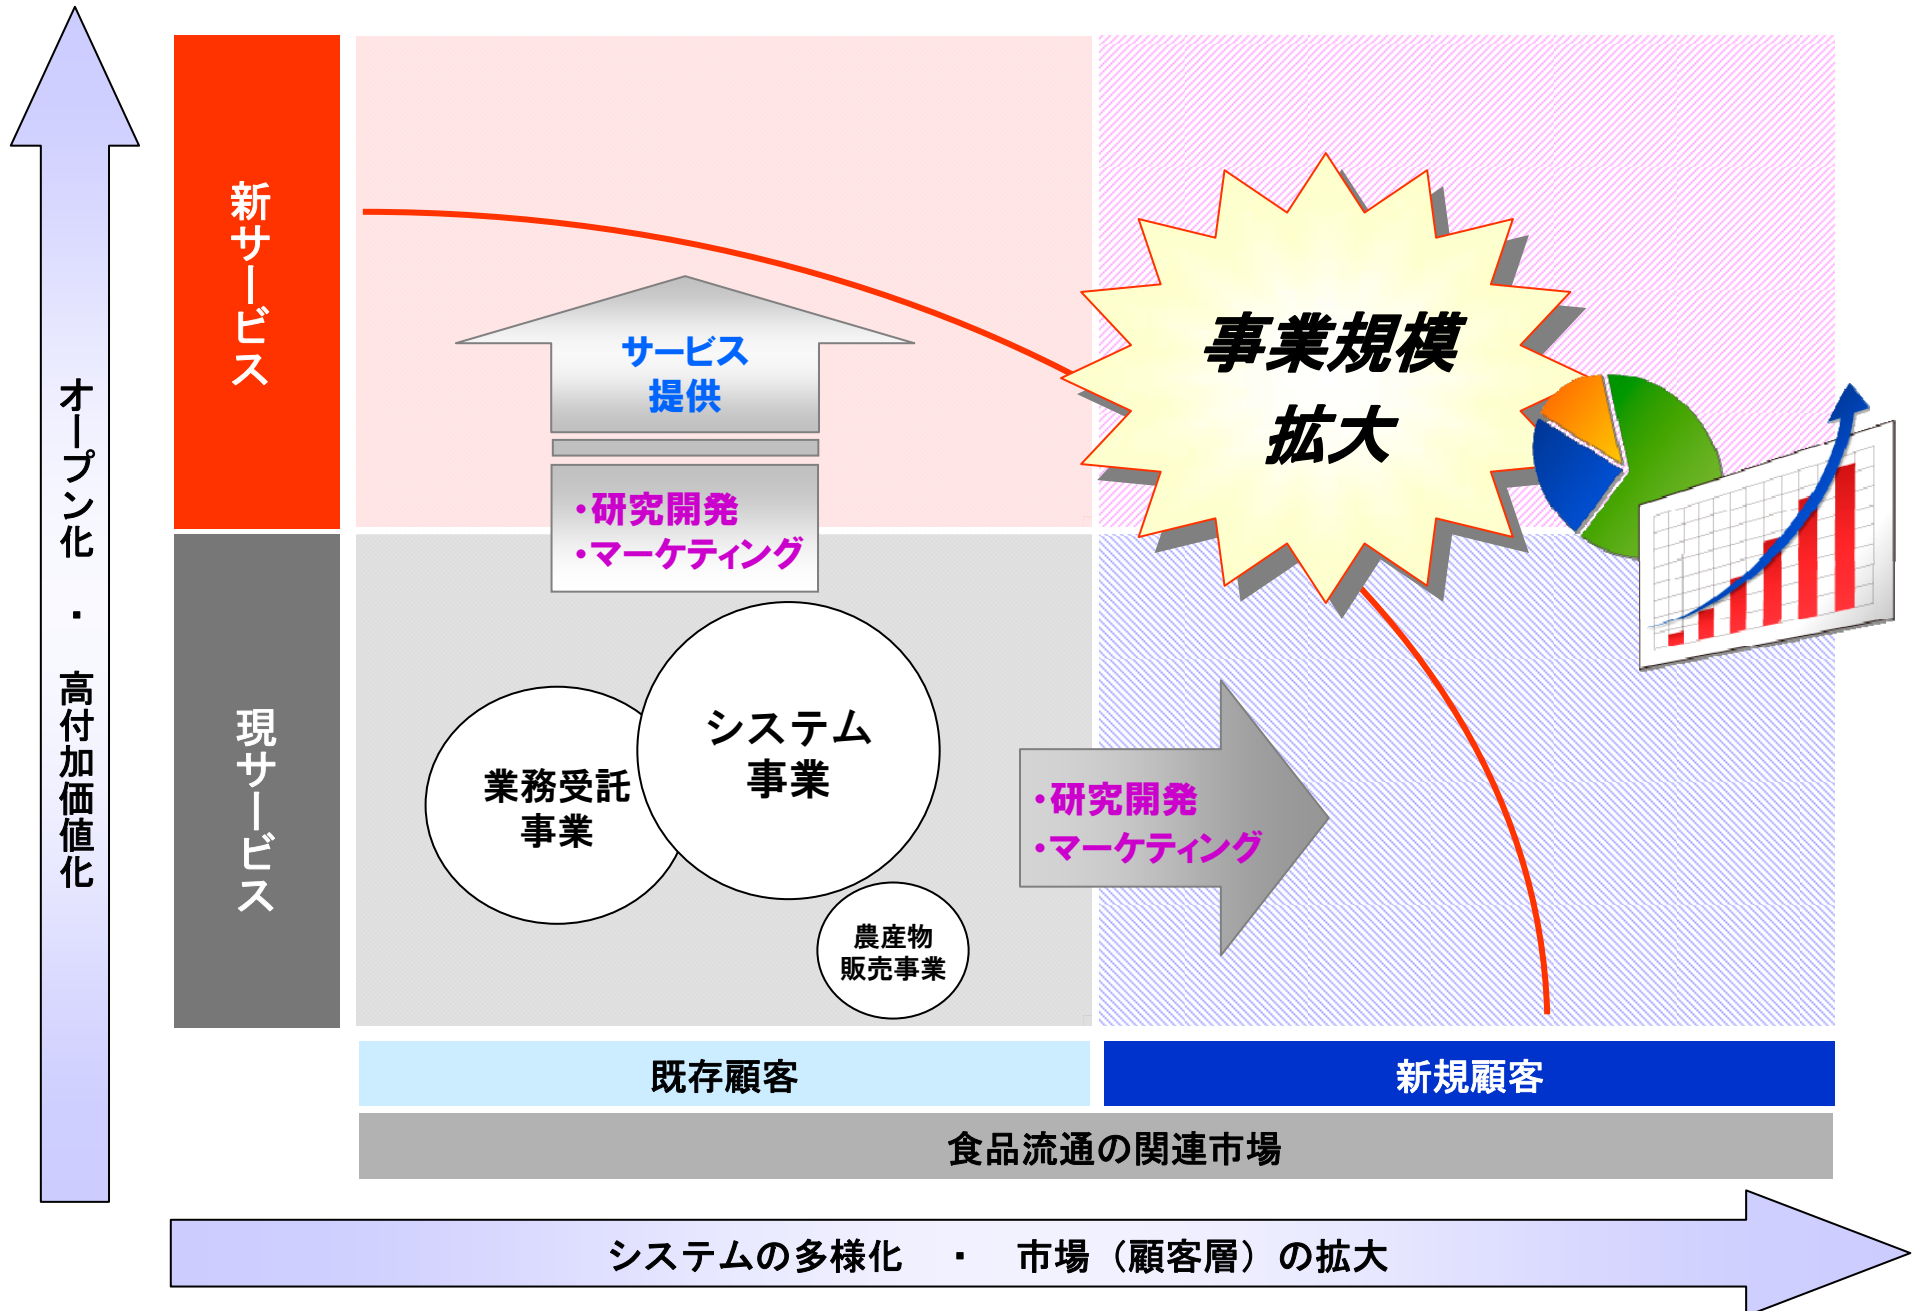 オープン化 ・ 高付加価値化
新サービス
サービス
提供
・研究開発
・マーケティング
事業規模
拡大
現サービス
業務受託
事業
システム
事業
農産物
販売事業
・研究開発
・マーケティング
既存顧客
新規顧客
食品流通の関連市場
システムの多様化 ・ 市場（顧客層）の拡大